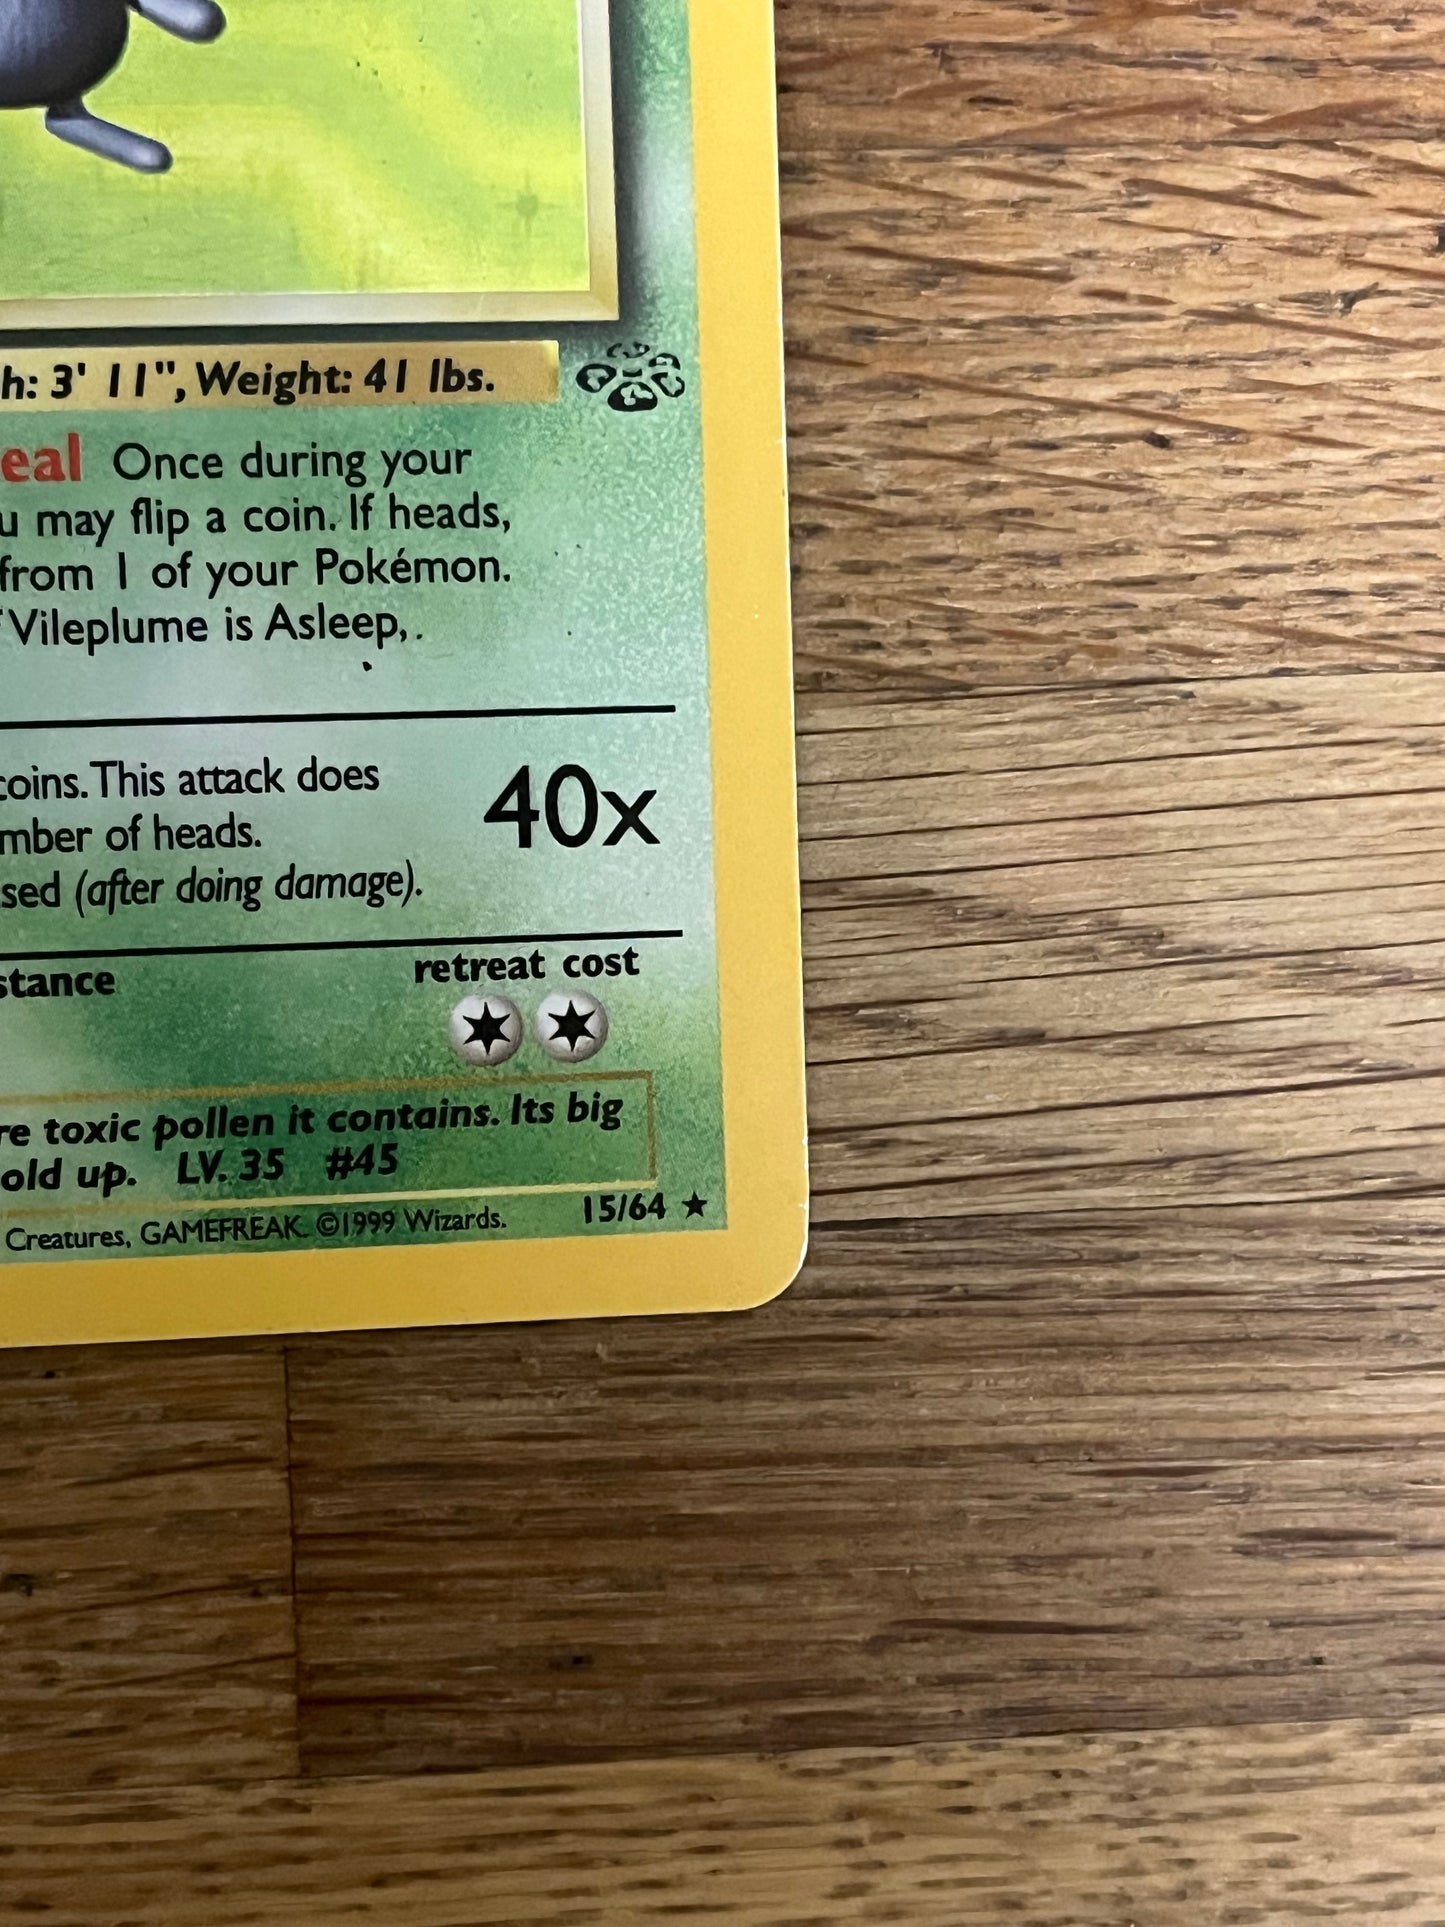 h: 3' 11", Weight: 41 lbs.
eal Once during your
u may flip a coin. If heads,
from 1 of your Pokémon.
Vileplume is Asleep,.
coins. This attack does
mber of heads.
sed (after doing damage).
40x
stance
retreat cost
re toxic pollen it contains. Its big
old up. LV. 35 #45
Creatures, GAMEFREAK. ©1999 Wizards.
15/64 ★